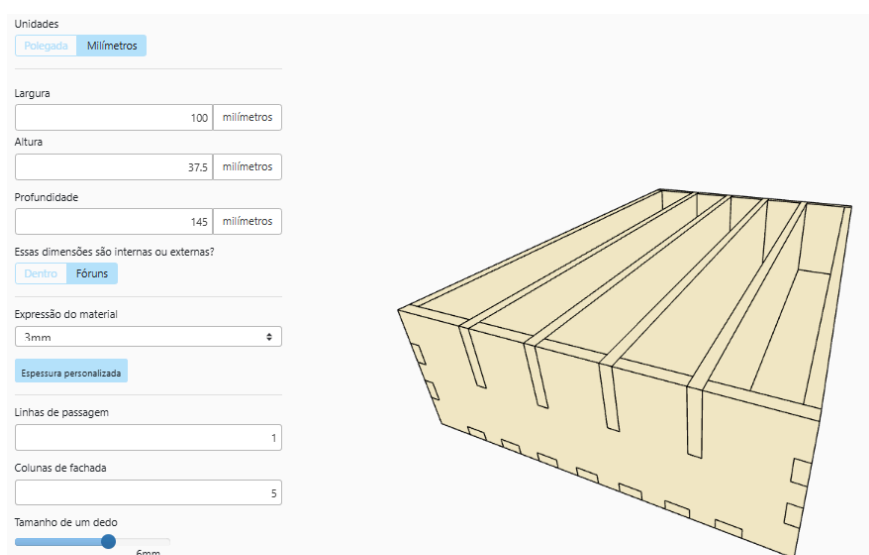 Unidades
Polegada Milímetros
Largura
100 milímetros
Altura
37.5 milímetros
Profundidade
145 milímetros
Essas dimensões são internas ou externas?
Dentro Fóruns
Expressão do material
3mm
Espessura personalizada
Linhas de passagem
1
Colunas de fachada
5
Tamanho de um dedo
6mm